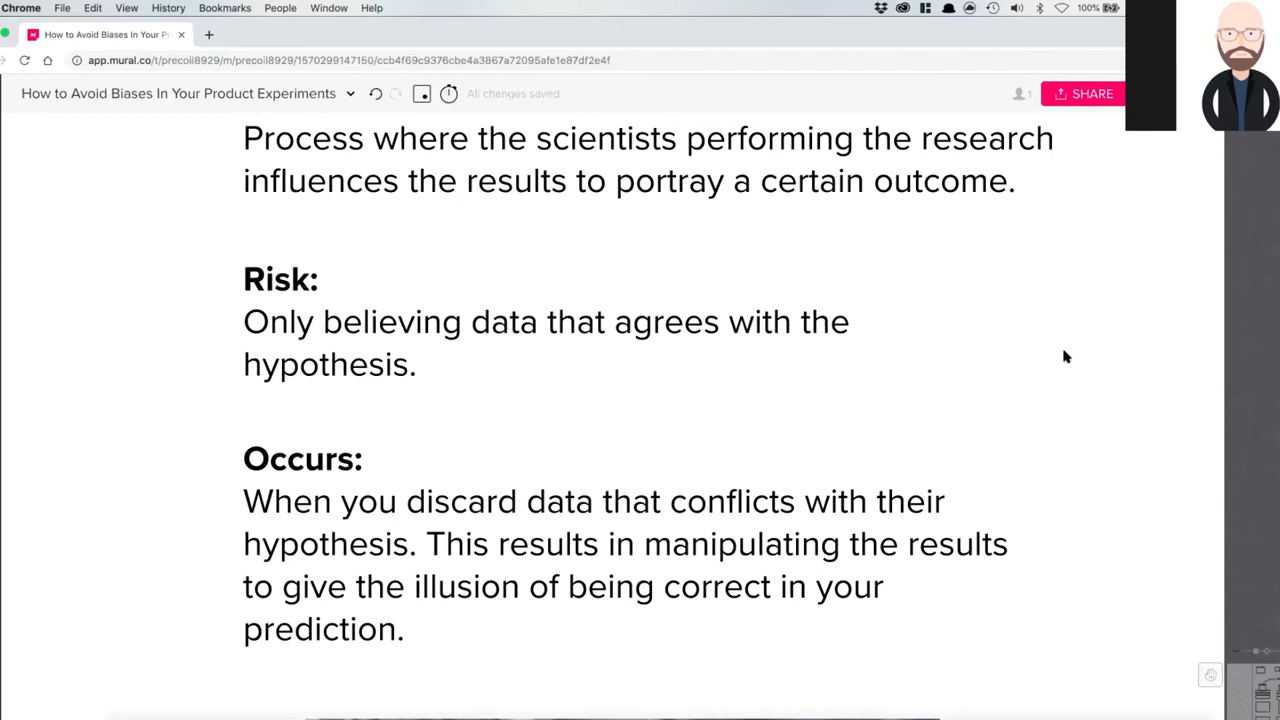 Chrome File Edit View History Bookmarks People Window Help 100%
How to Avoid Biases In Your Pr
app.mural.co/t/precoil8929/m/precoil8929/1570299147150/ccb4f69c9376cbe4a3867a72095afe1e87df2e4f
How to Avoid Biases In Your Product Experiments All changes saved 1 SHARE
Process where the scientists performing the research
influences the results to portray a certain outcome.
Risk:
Only believing data that agrees with the
hypothesis.
Occurs:
When you discard data that conflicts with their
hypothesis. This results in manipulating the results
to give the illusion of being correct in your
prediction.